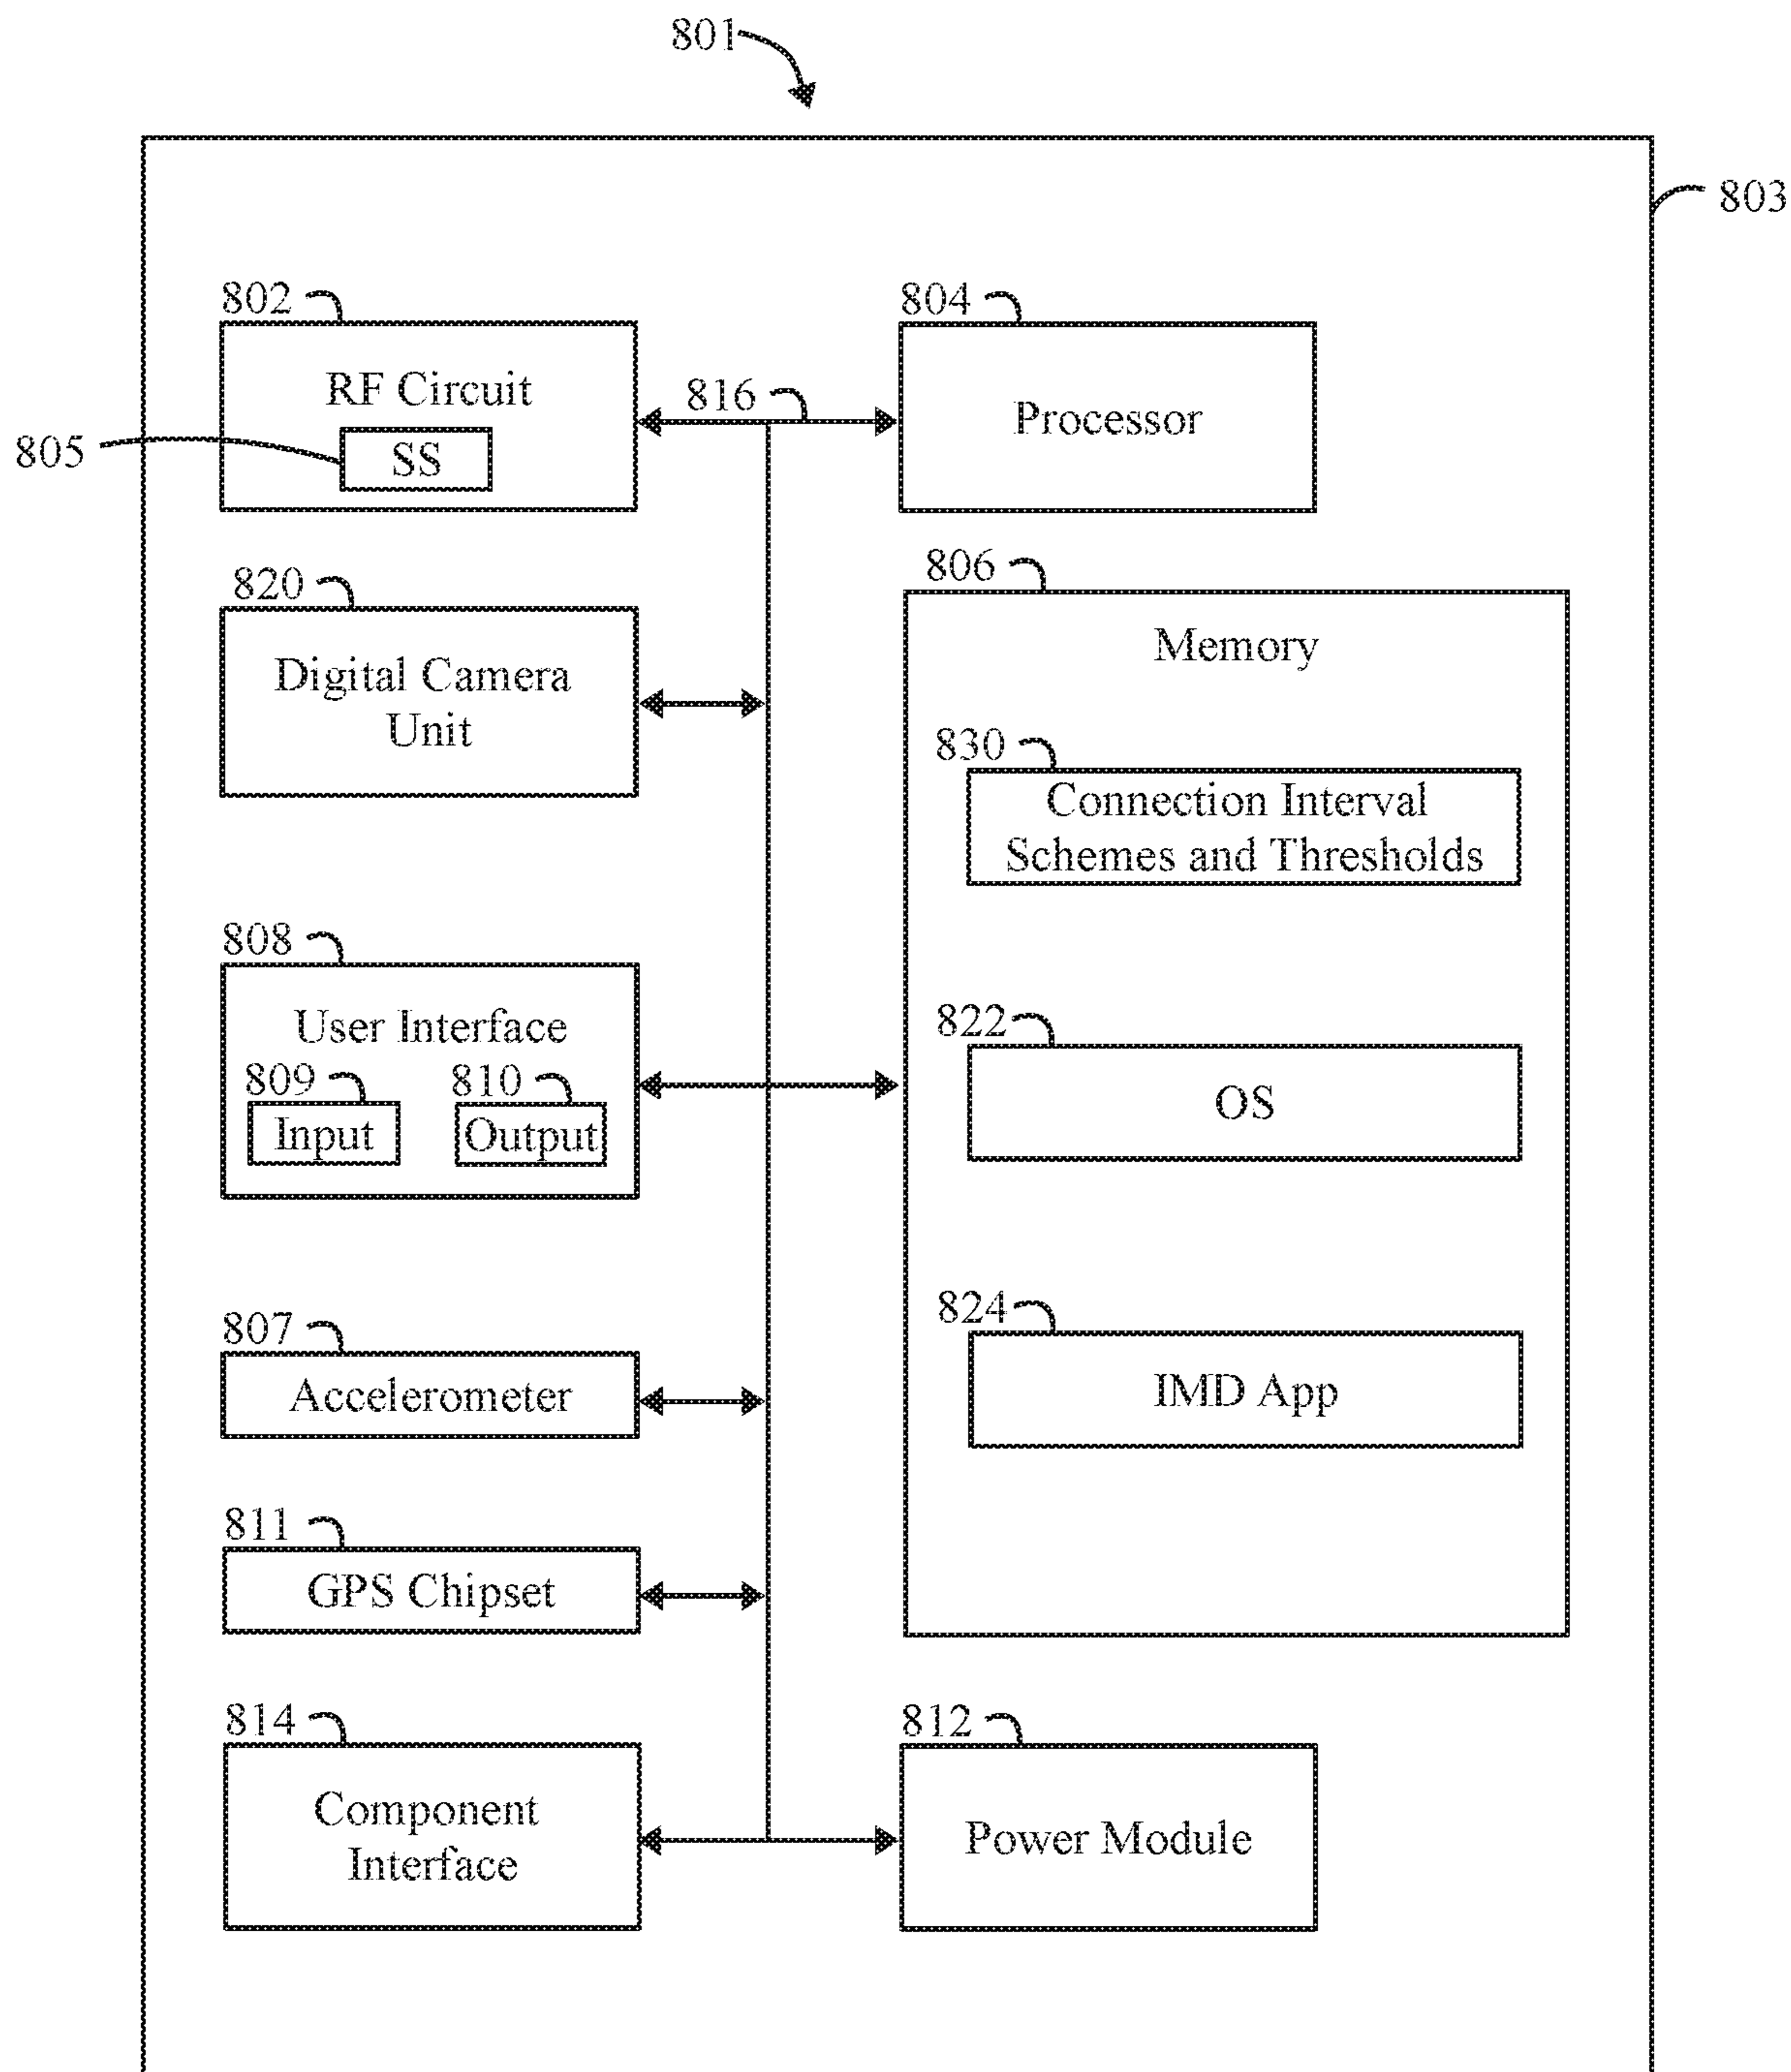 801
803
802
804
RF Circuit
816
Processor
805
SS
820
806
Digital Camera
Unit
Memory
830
Connection Interval
Schemes and Thresholds
808
User Interface
809
810
Input
Output
822
OS
807
Accelerometer
824
IMD App
811
GPS Chipset
814
812
Component
Interface
Power Module